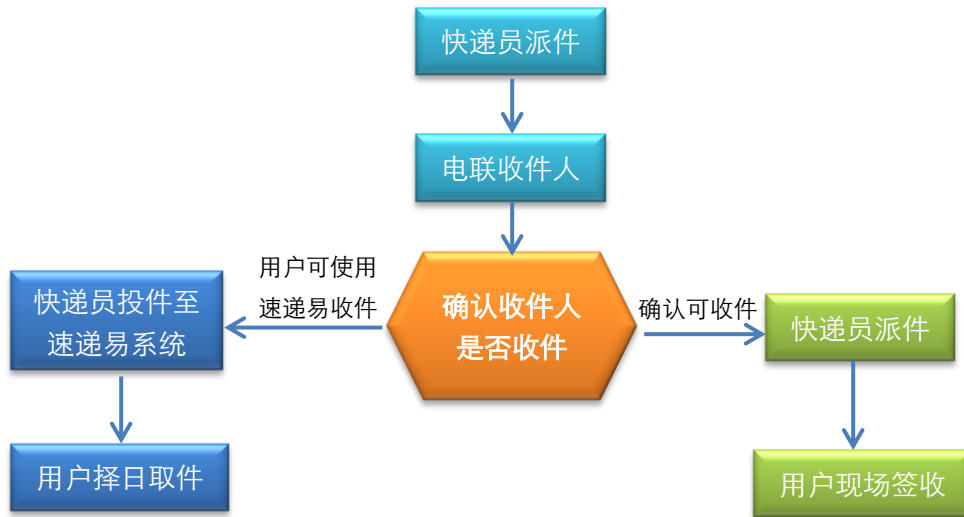 快递员派件
电联收件人
用户可使用
速递易收件
确认收件人
是否收件
确认可收件
快递员投件至
速递易系统
快递员派件
用户择日取件
用户现场签收